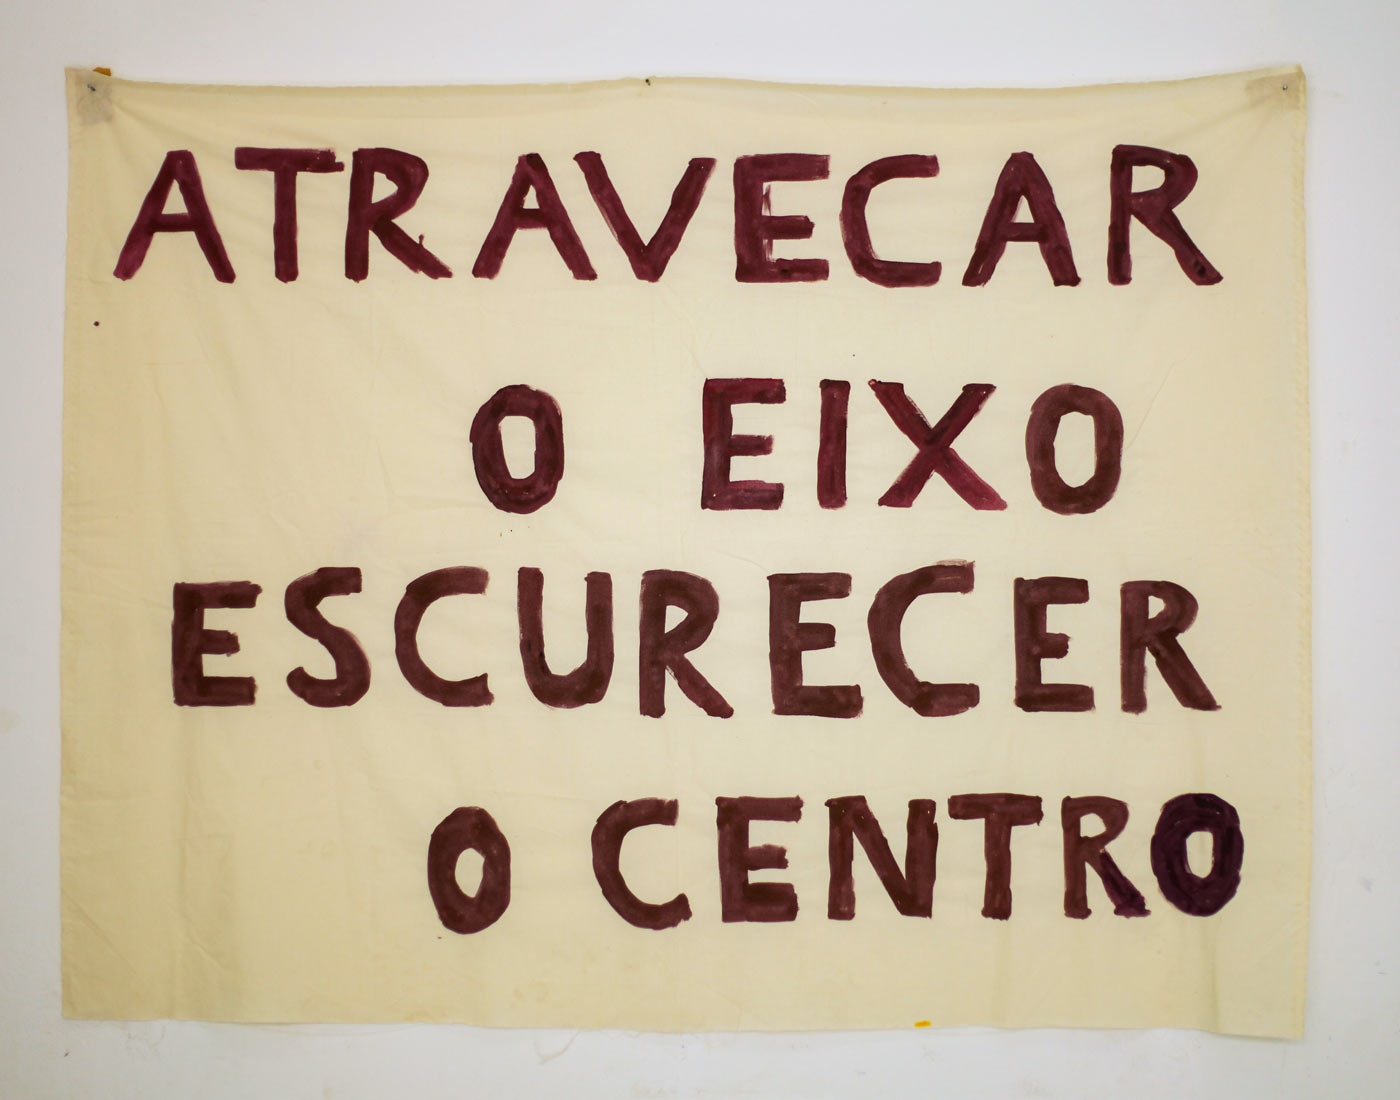 ATRAVECAR
O EIXO
ESCURECER
O CENTRO